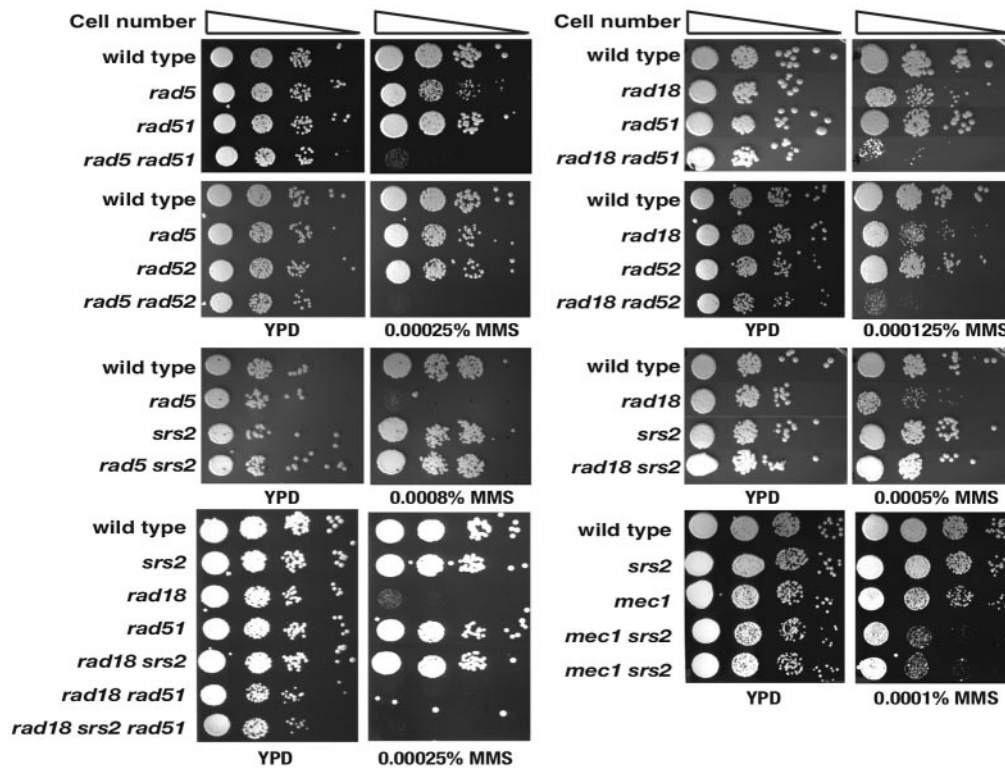 Cell number
wild type
rad5
rad51
rad5 rad51
wild type
rad5
rad52
rad5 rad52
YPD 0.00025% MMS
wild type
rad5
srs2
rad5 srs2
YPD 0.0008% MMS
wild type
srs2
rad18
rad51
rad18 srs2
rad18 rad51
rad18 srs2 rad51
YPD 0.00025% MMS
Cell number
wild type
rad18
rad51
rad18 rad51
wild type
rad18
rad52
rad18 rad52
YPD 0.000125% MMS
wild type
rad18
srs2
rad18 srs2
YPD 0.0005% MMS
wild type
srs2
mec1
mec1 srs2
mec1 srs2
YPD 0.0001% MMS